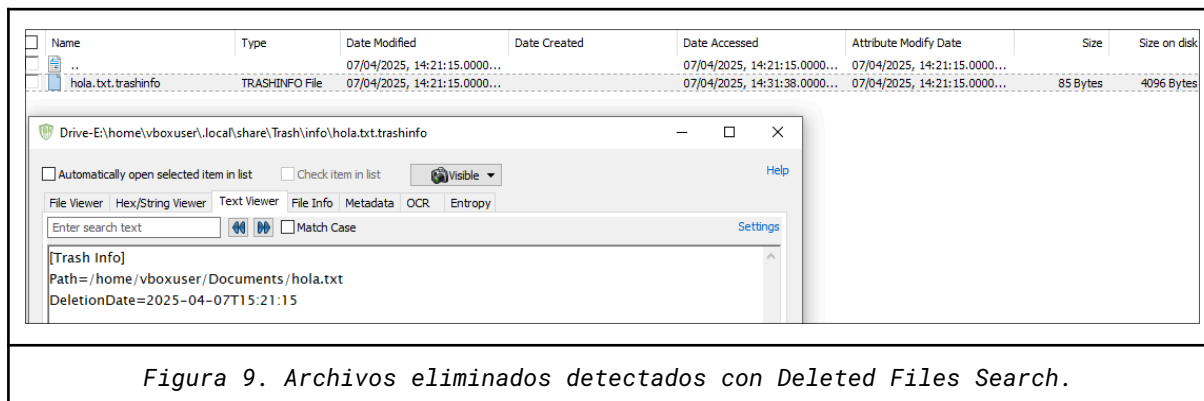 Name Type Date Modified Date Created Date Accessed Attribute Modify Date Size Size on disk
.. 07/04/2025, 14:21:15.0000... 07/04/2025, 14:21:15.0000... 07/04/2025, 14:21:15.0000...
hola.txt.trashinfo TRASHINFO File 07/04/2025, 14:21:15.0000... 07/04/2025, 14:31:38.0000... 07/04/2025, 14:21:15.0000... 85 Bytes 4096 Bytes
Drive-E:\home\vboxuser\.local\share\Trash\info\hola.txt.trashinfo
Automatically open selected item in list Check item in list Visible Help
File Viewer Hex/String Viewer Text Viewer File Info Metadata OCR Entropy
Enter search text Match Case Settings
[Trash Info]
Path=/home/vboxuser/Documents/hola.txt
DeletionDate=2025-04-07T15:21:15
Figura 9. Archivos eliminados detectados con Deleted Files Search.